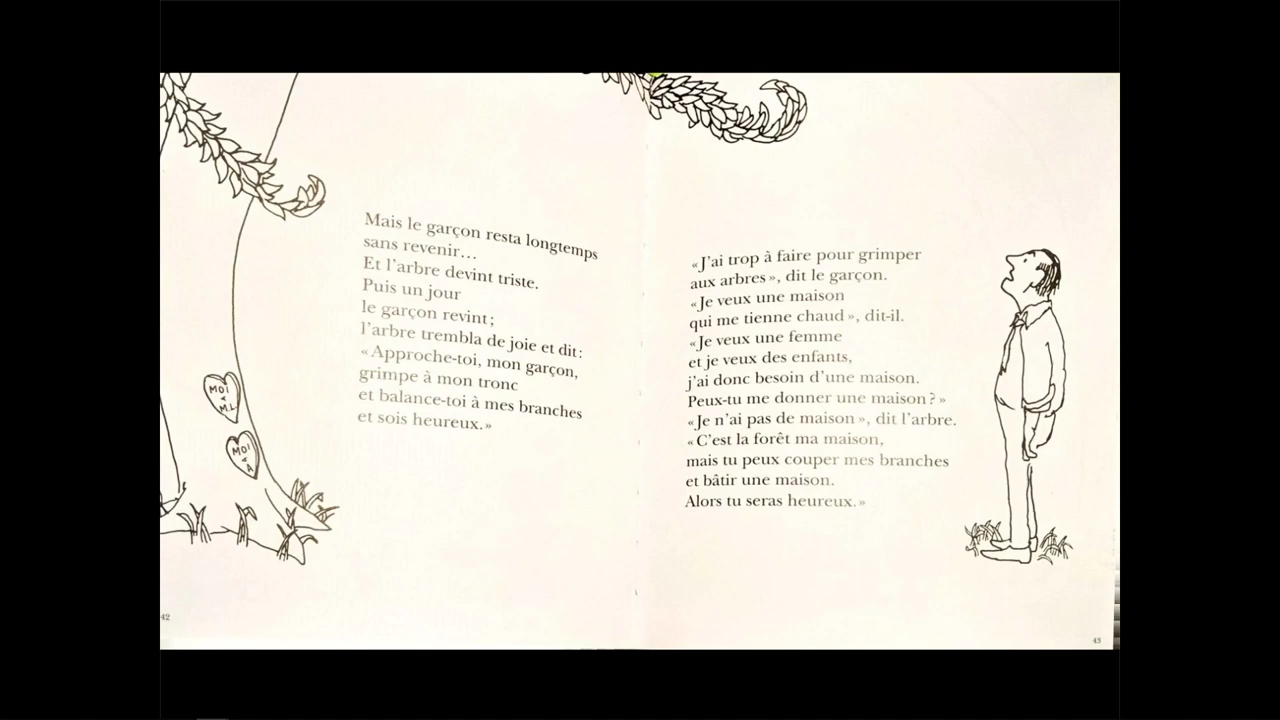 Mais le garçon resta longtemps
sans revenir…
Et l'arbre devint triste.
Puis un jour
le garçon revint ;
l'arbre trembla de joie et dit :
« Approche-toi, mon garçon,
grimpe à mon tronc
et balance-toi à mes branches
et sois heureux. »
MOI
&
M.L
MOI
&
A
42
« J'ai trop à faire pour grimper
aux arbres », dit le garçon.
« Je veux une maison
qui me tienne chaud », dit-il.
« Je veux une femme
et je veux des enfants,
j'ai donc besoin d'une maison.
Peux-tu me donner une maison ? »
« Je n'ai pas de maison », dit l'arbre.
« C'est la forêt ma maison,
mais tu peux couper mes branches
et bâtir une maison.
Alors tu seras heureux. »
43